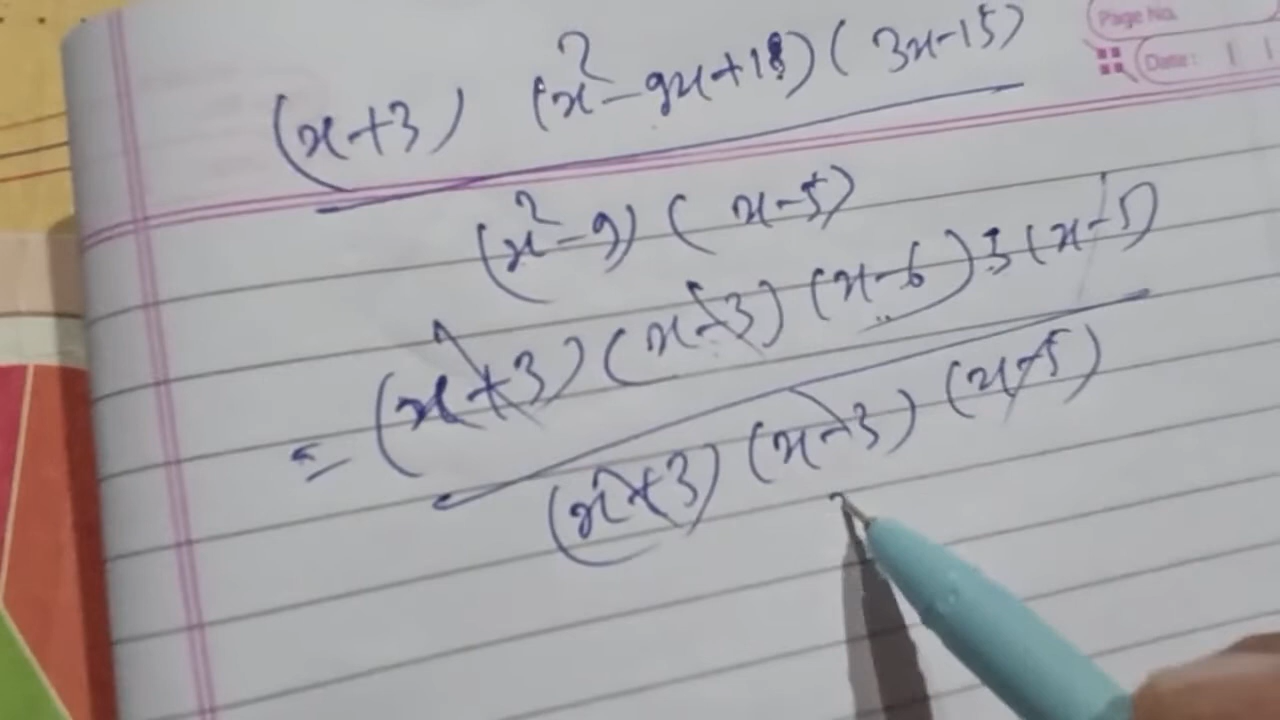 Page No.
Date:
(x+3) (x²-9x+18)(3x-15)
(x²-9) (x-5)
= (x+3)(x-3)(x-6)3(x-5)
(x+3)(x-3)(x-5)